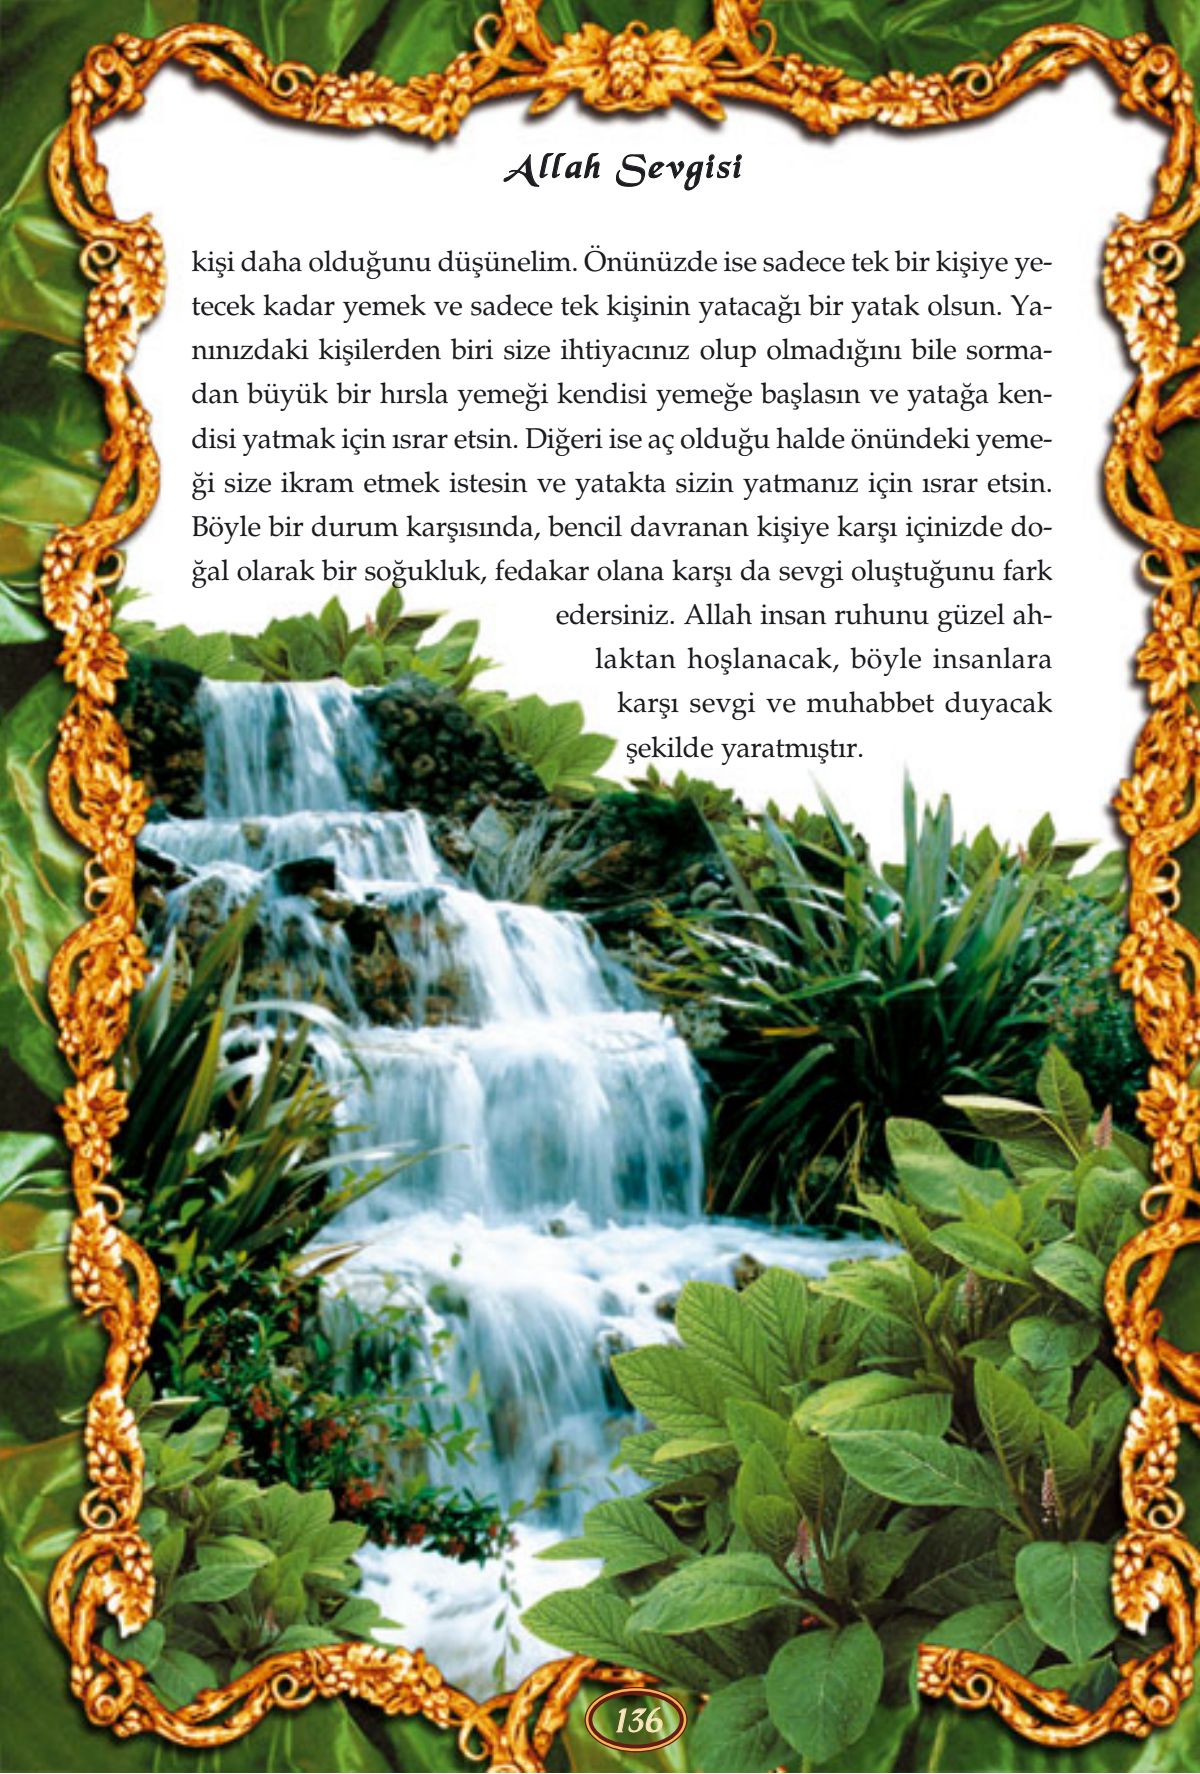 Allah Sevgisi
kişi daha olduğunu düşünelim. Önünüzde ise sadece tek bir kişiye ye-
tecek kadar yemek ve sadece tek kişinin yatacağı bir yatak olsun. Ya-
nınızdaki kişilerden biri size ihtiyacınız olup olmadığını bile sorma-
dan büyük bir hırsla yemeği kendisi yemeğe başlasın ve yatağa ken-
disi yatmak için ısrar etsin. Diğeri ise aç olduğu halde önündeki yeme-
ği size ikram etmek istesin ve yatakta sizin yatmanız için ısrar etsin.
Böyle bir durum karşısında, bencil davranan kişiye karşı içinizde do-
ğal olarak bir soğukluk, fedakar olana karşı da sevgi oluştuğunu fark
edersiniz. Allah insan ruhunu güzel ah-
laktan hoşlanacak, böyle insanlara
karşı sevgi ve muhabbet duyacak
şekilde yaratmıştır.
136